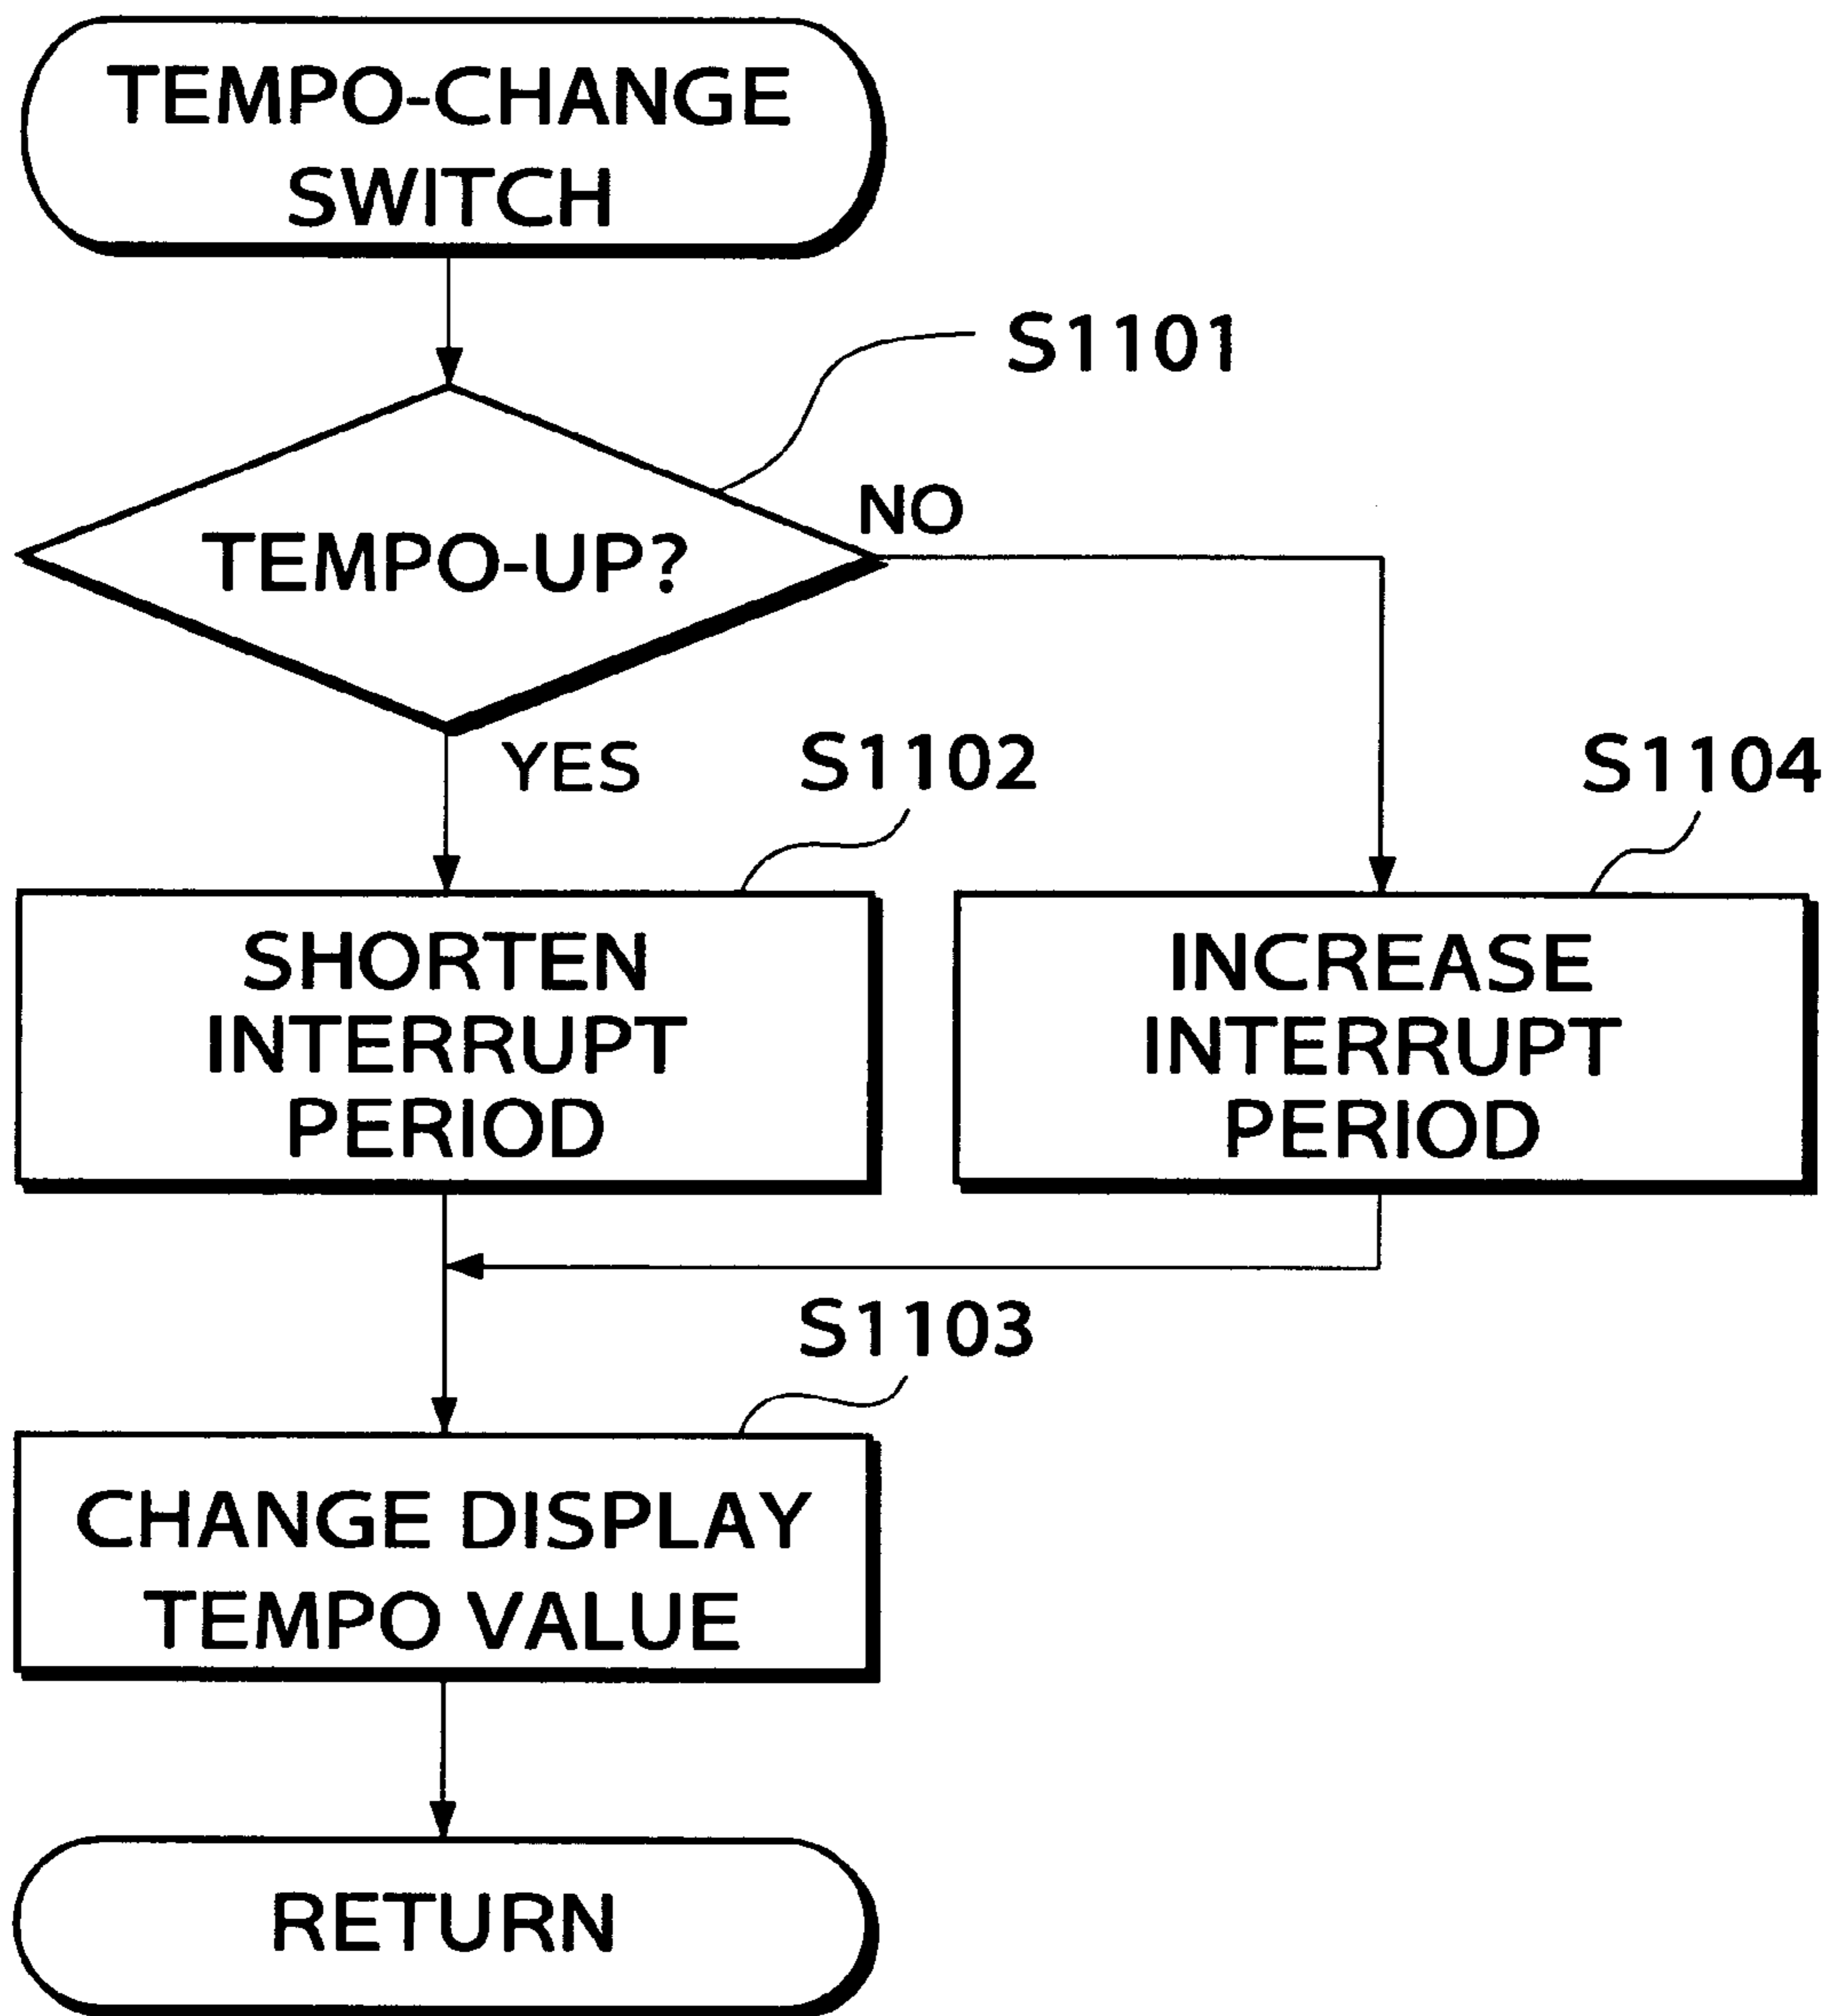 TEMPO-CHANGE
SWITCH
S1101
TEMPO-UP?
NO
YES
S1102
S1104
SHORTEN
INTERRUPT
PERIOD
INCREASE
INTERRUPT
PERIOD
S1103
CHANGE DISPLAY
TEMPO VALUE
RETURN